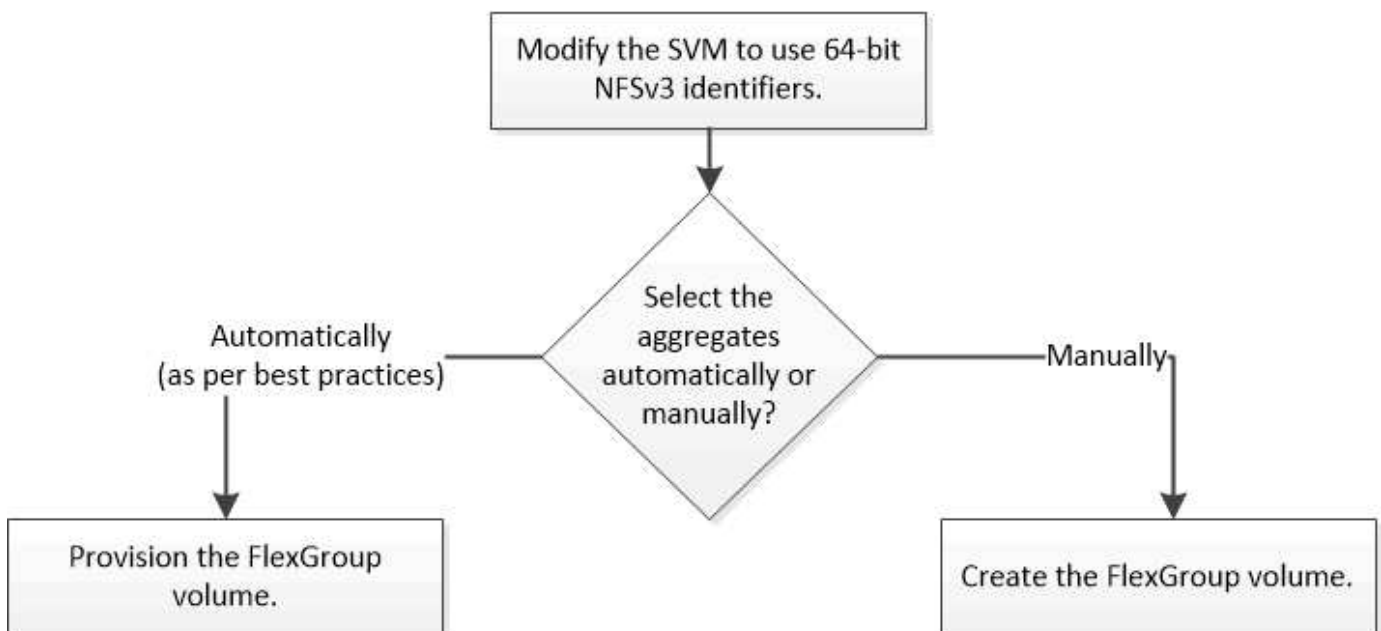 Modify the SVM to use 64-bit
NFSv3 identifiers.
Select the
aggregates
automatically or
manually?
Automatically
(as per best practices)
Manually
Provision the FlexGroup
volume.
Create the FlexGroup volume.